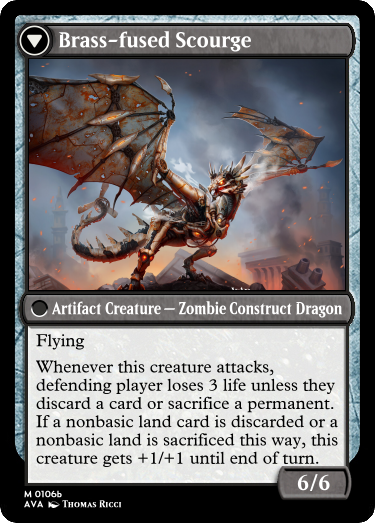 Brass-fused Scourge
Artifact Creature — Zombie Construct Dragon
Flying
Whenever this creature attacks,
defending player loses 3 life unless they
discard a card or sacrifice a permanent.
If a nonbasic land card is discarded or a
nonbasic land is sacrificed this way, this
creature gets +1/+1 until end of turn.
6/6
M 0106b
AVA Thomas Ricci